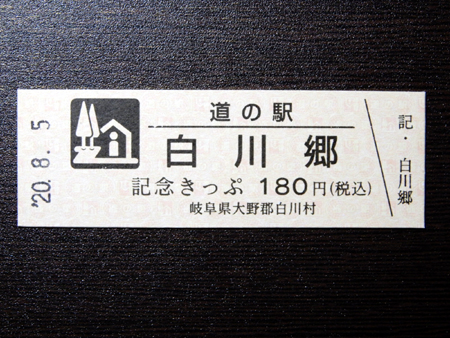 '20.8.5
道の駅
白川郷
記念きっぷ 180円(税込)
岐阜県大野郡白川村
記・白川郷